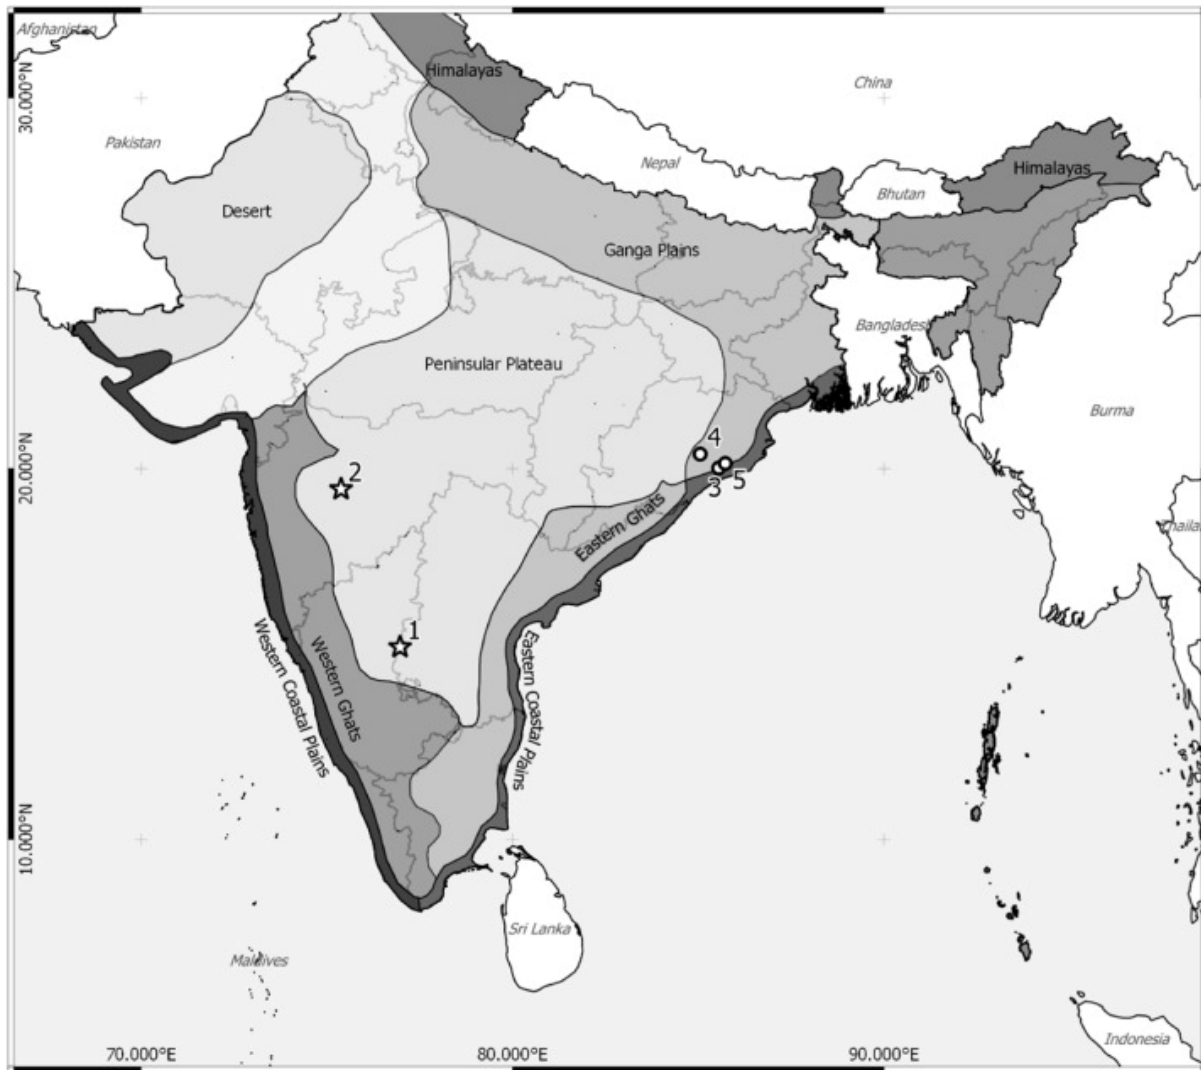 Afghanistan
Himalayas
China
30.000°N
Pakistan
Nepal
Himalayas
Bhutan
Desert
Ganga Plains
Bangladesh
Peninsular Plateau
Burma
4
20.000°N
2
3
5
Eastern Ghats
Thaila
1
Western Coastal Plains
Western Ghats
Eastern Coastal Plains
10.000°N
Sri Lanka
Maldives
Indonesia
70.000°E
80.000°E
90.000°E